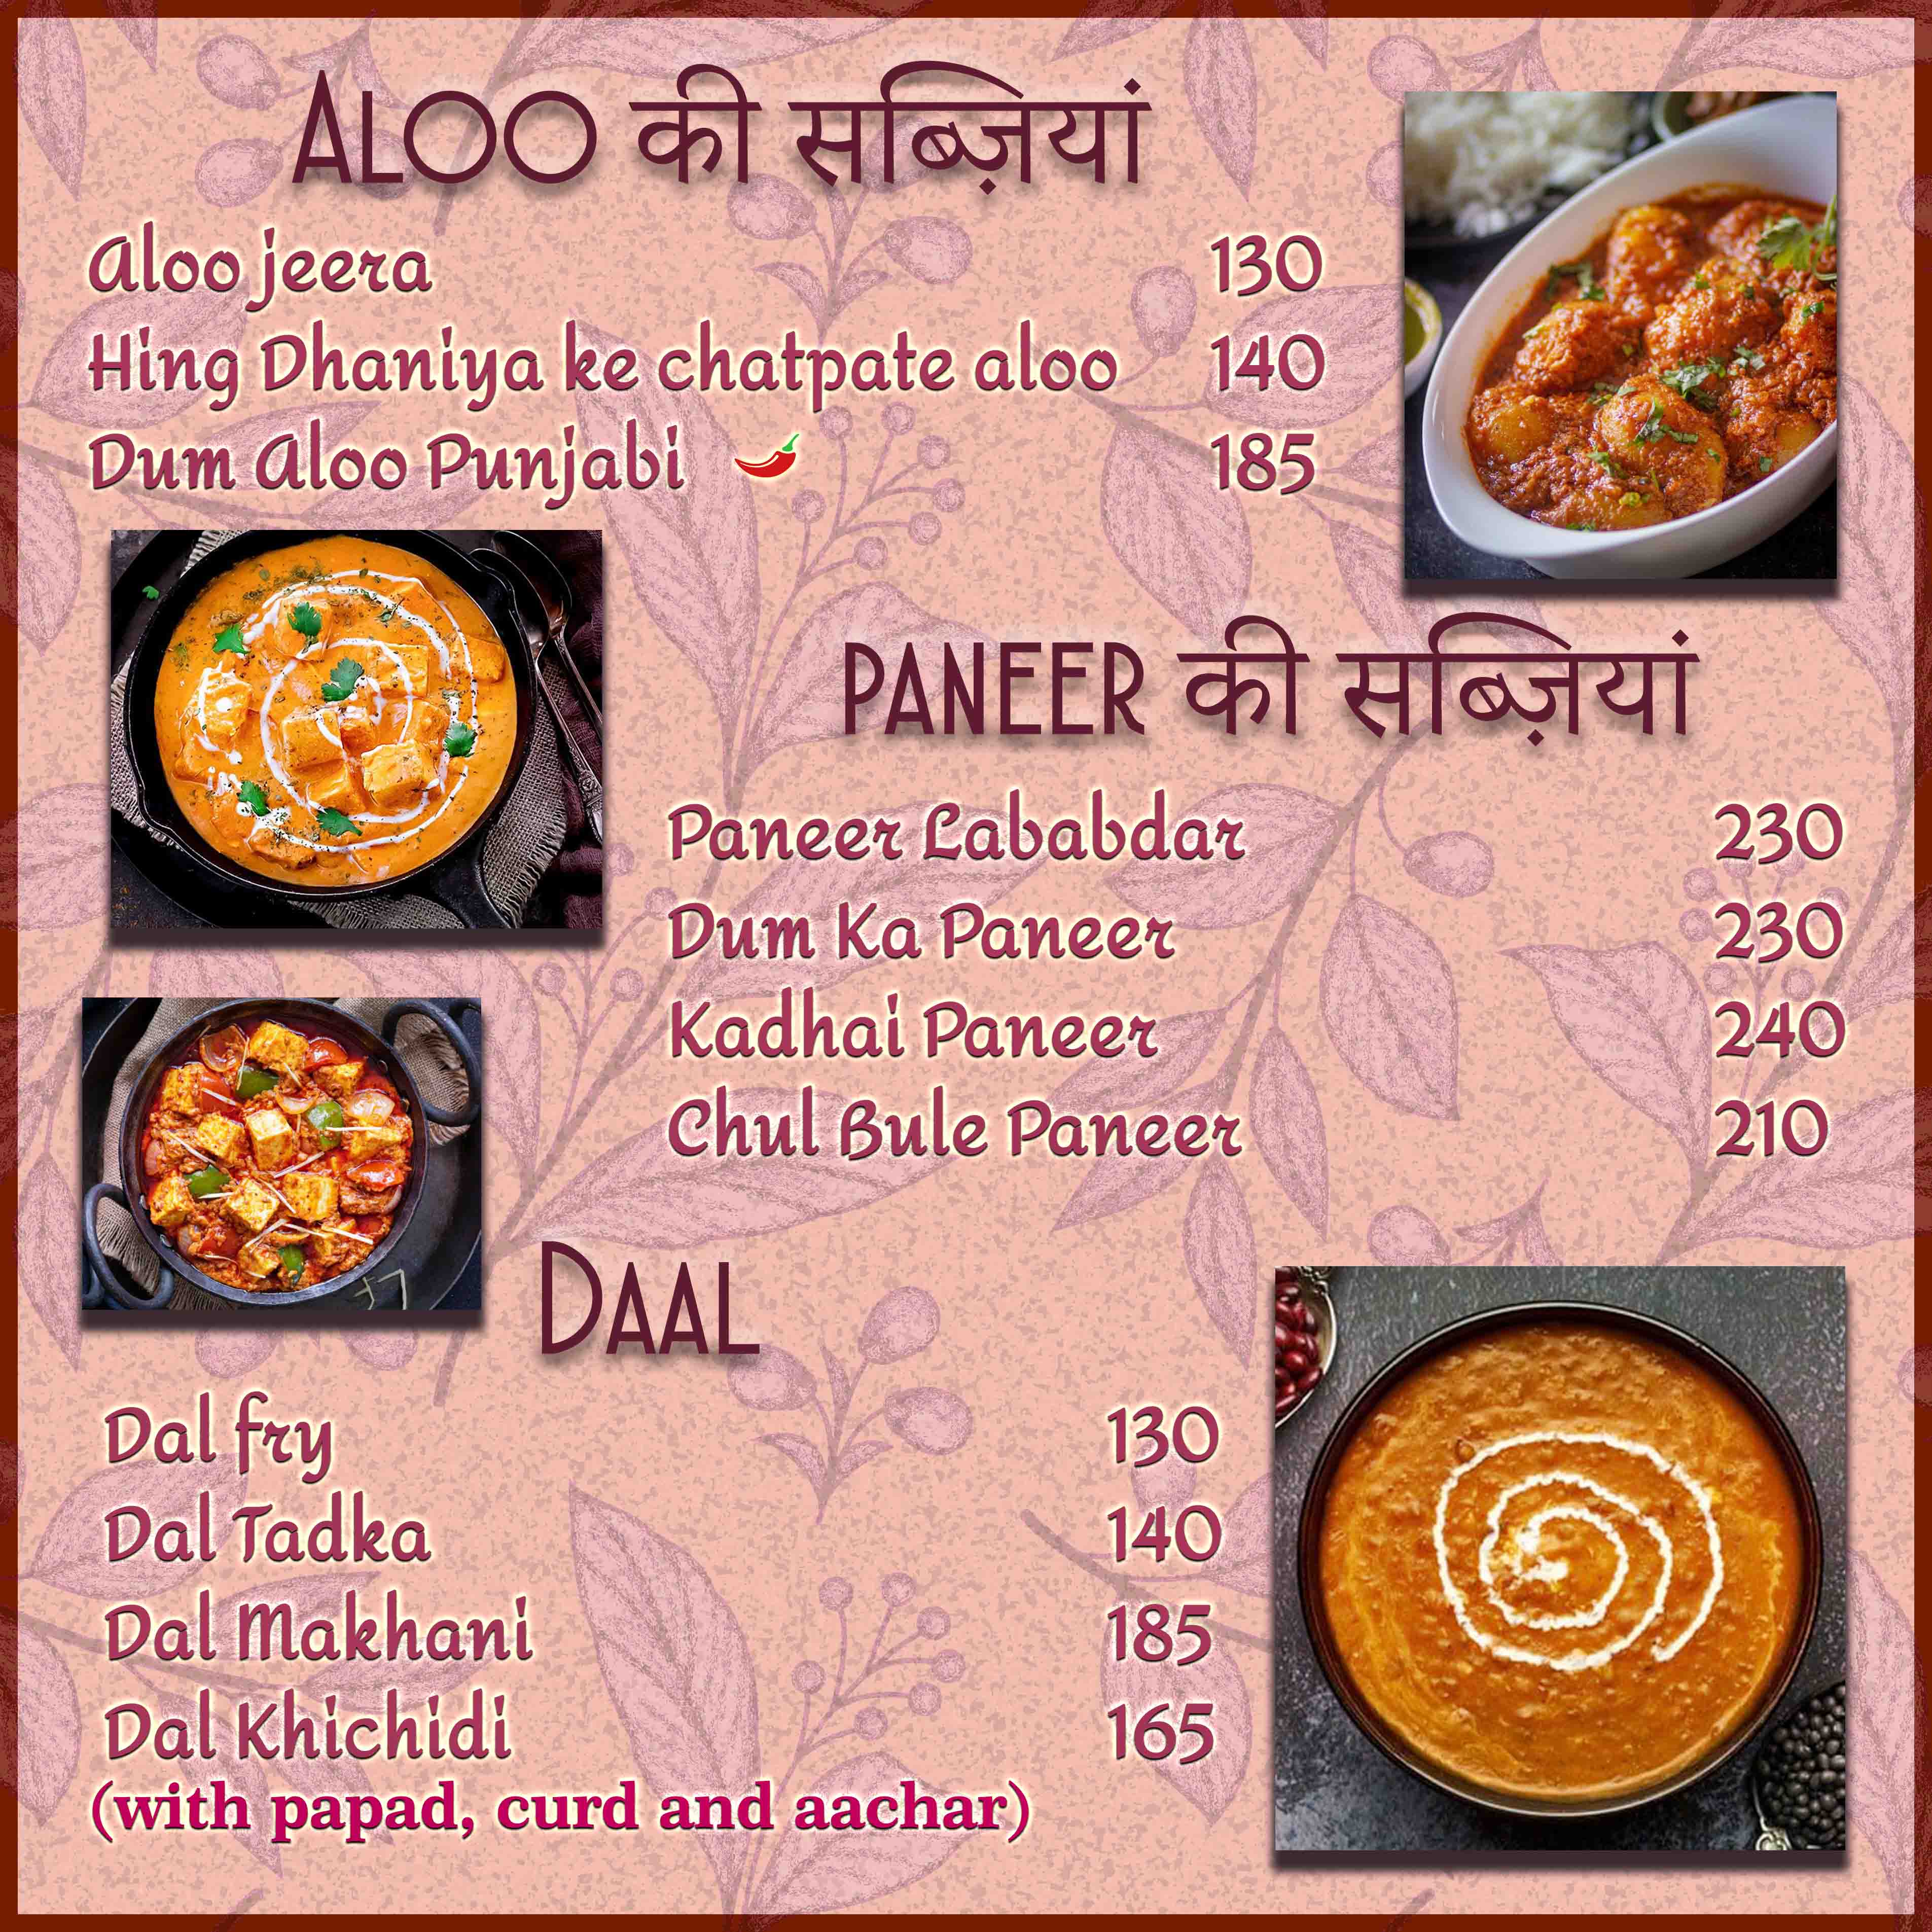 ALOO की सब्ज़ियां
Aloo jeera 130
Hing Dhaniya ke chatpate aloo 140
Dum Aloo Punjabi 185
PANEER की सब्ज़ियां
Paneer Lababdar 230
Dum Ka Paneer 230
Kadhai Paneer 240
Chul Bule Paneer 210
DAAL
Dal fry 130
Dal Tadka 140
Dal Makhani 185
Dal Khichidi 165
(with papad, curd and aachar)